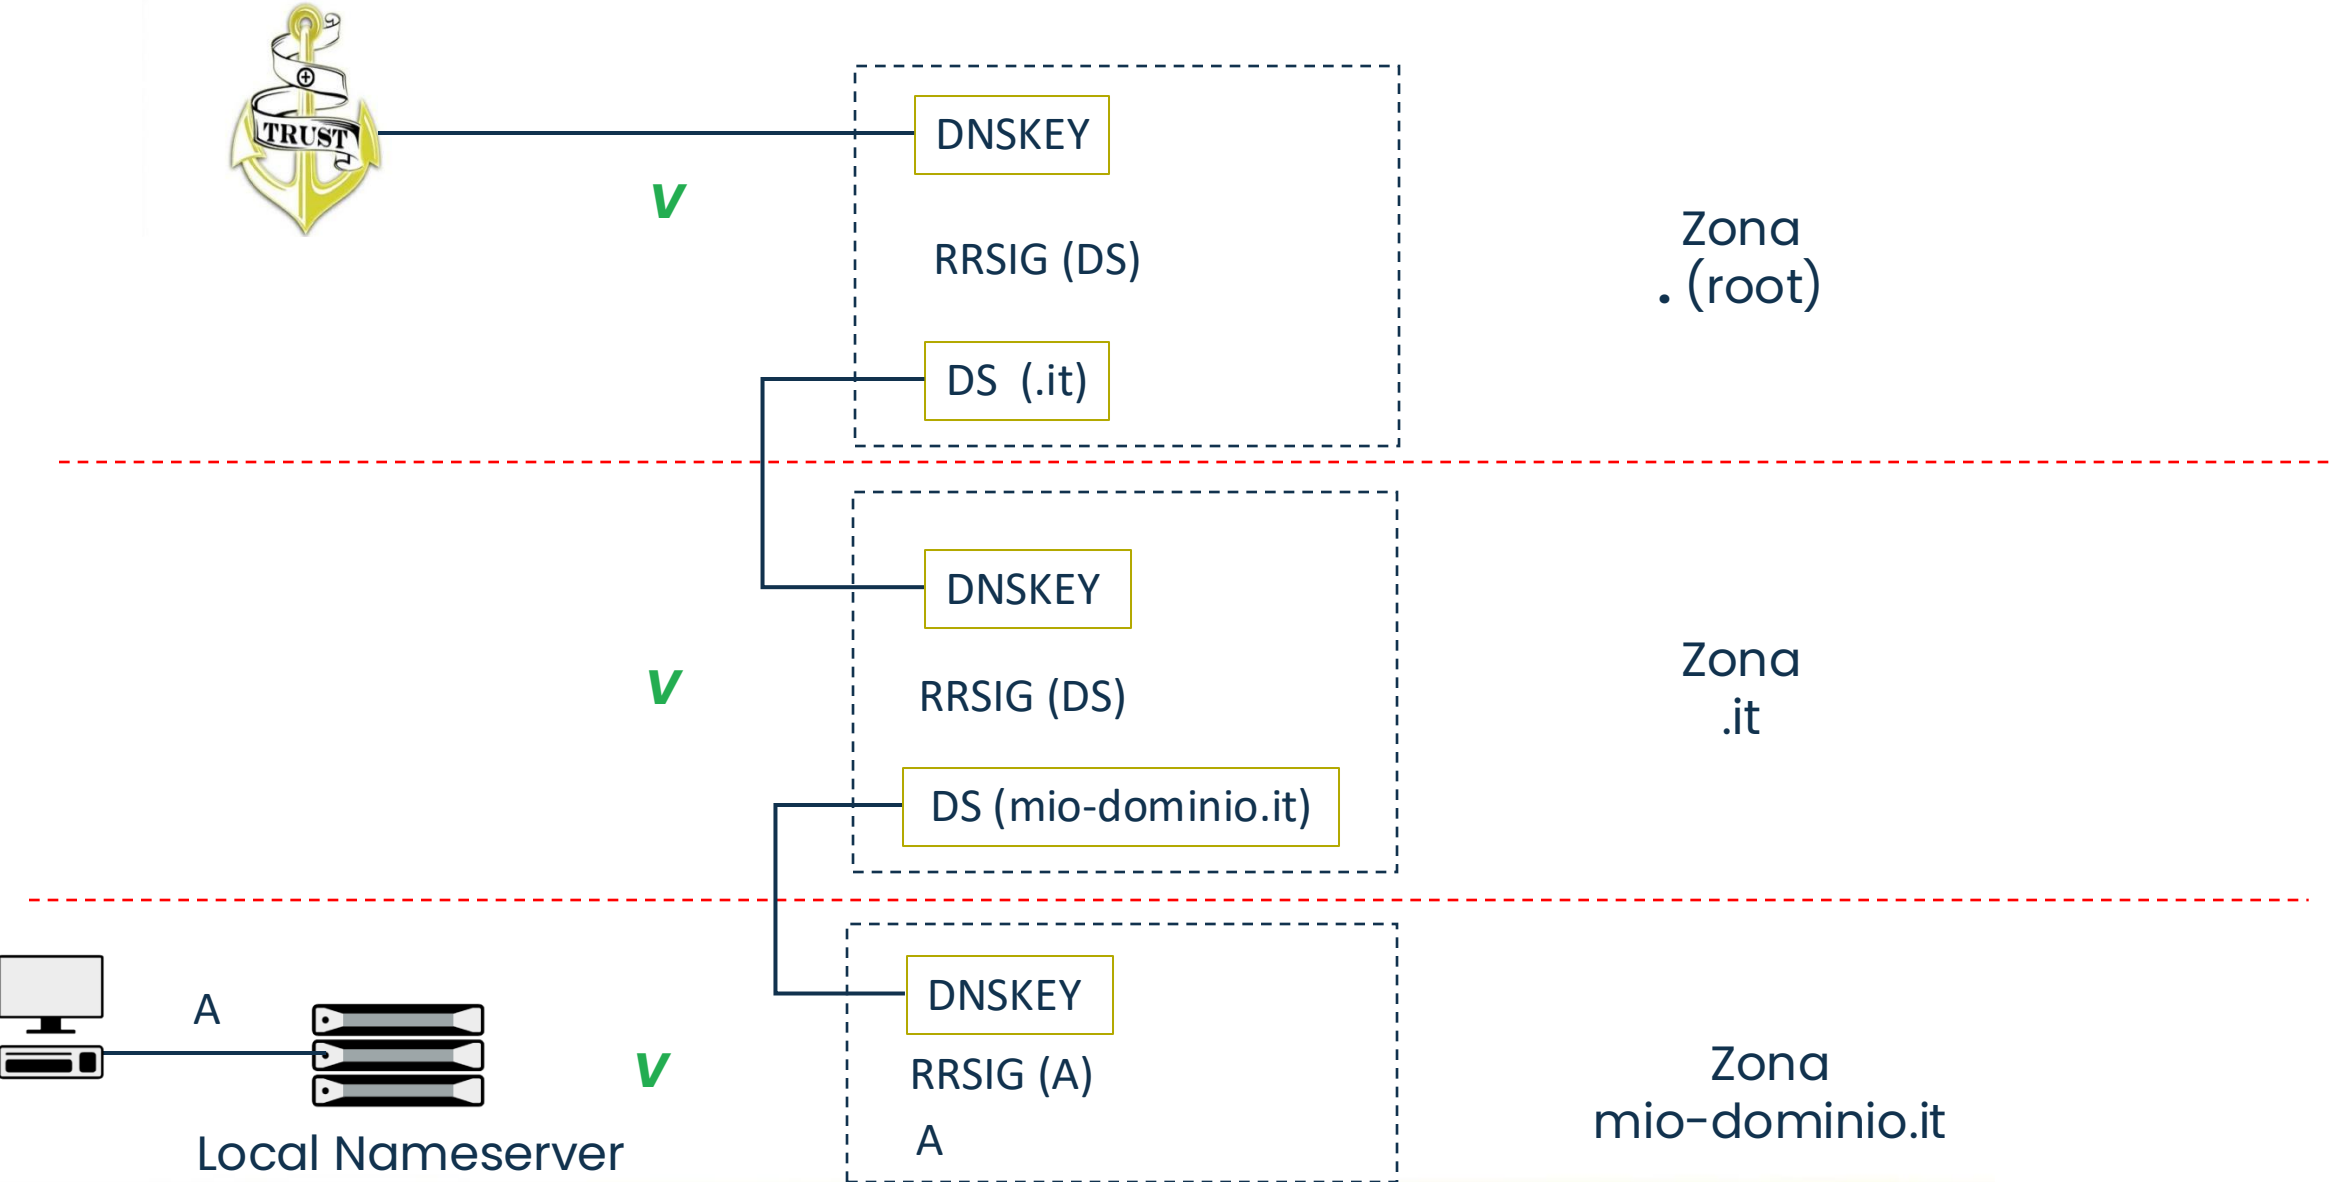 TRUST
DNSKEY
v
RRSIG (DS)
Zona
. (root)
DS (.it)
DNSKEY
v
RRSIG (DS)
Zona
.it
DS (mio-dominio.it)
DNSKEY
A
v
RRSIG (A)
A
Zona
mio-dominio.it
Local Nameserver